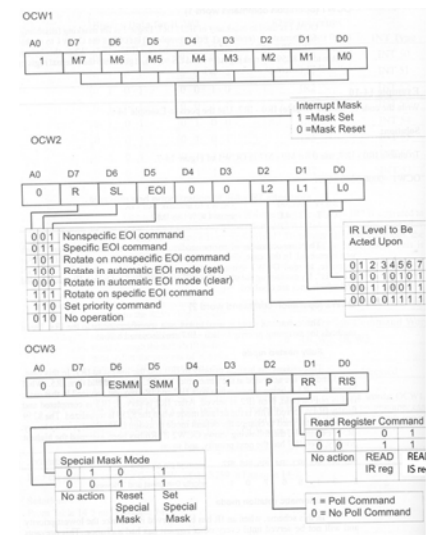 OCW1
A0 D7 D6 D5 D4 D3 D2 D1 D0
1 M7 M6 M5 M4 M3 M2 M1 M0
Interrupt Mask
1 =Mask Set
0 =Mask Reset
OCW2
A0 D7 D6 D5 D4 D3 D2 D1 D0
0 R SL EOI 0 0 L2 L1 L0
IR Level to Be
Acted Upon
0 1 2 3 4 5 6 7
0 1 0 1 0 1 0 1
0 0 1 1 0 0 1 1
0 0 0 0 1 1 1 1
0 0 1 Nonspecific EOI command
0 1 1 Specific EOI command
1 0 1 Rotate on nonspecific EOI command
1 0 0 Rotate in automatic EOI mode (set)
0 0 0 Rotate in automatic EOI mode (clear)
1 1 1 Rotate on specific EOI command
1 1 0 Set priority command
0 1 0 No operation
OCW3
A0 D7 D6 D5 D4 D3 D2 D1 D0
0 0 ESMM SMM 0 1 P RR RIS
Read Register Command
0 1 0 1
0 0 1 1
No action READ READ
IR reg IS reg
Special Mask Mode
0 1 0 1
0 0 1 1
No action Reset Set
Special Special
Mask Mask
1 = Poll Command
0 = No Poll Command